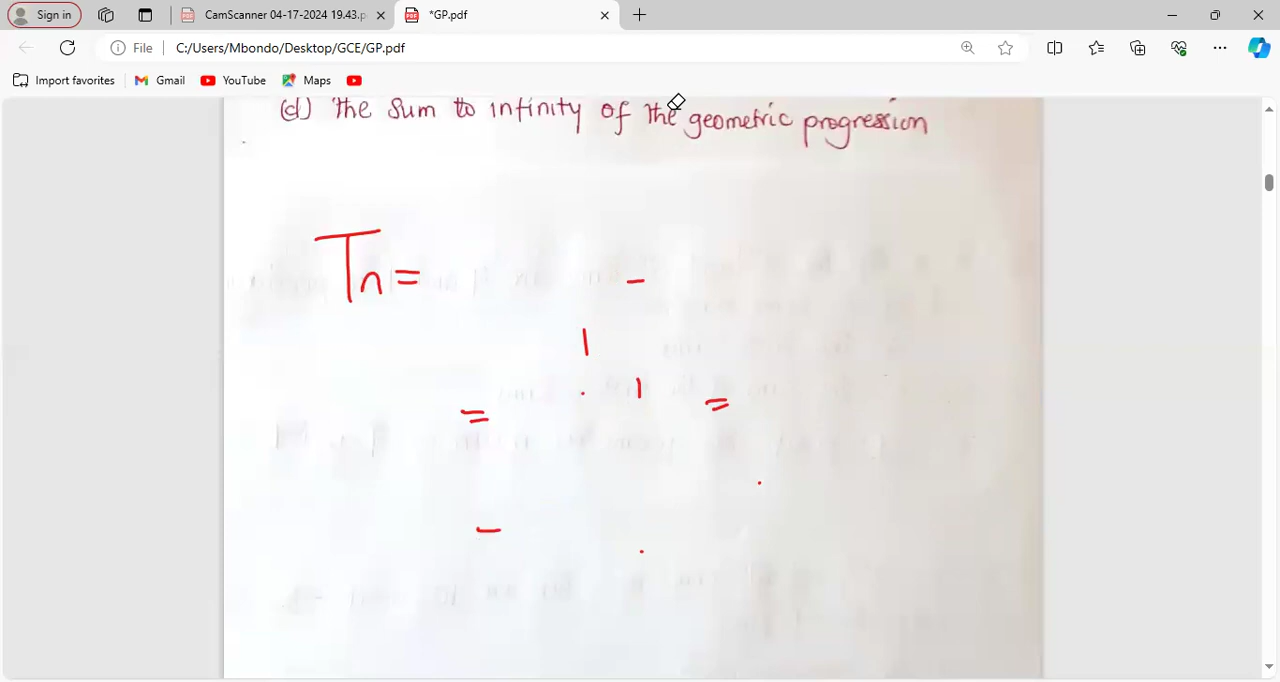 Sign in
CamScanner 04-17-2024 19.43.p
*GP.pdf
File
C:/Users/Mbondo/Desktop/GCE/GP.pdf
Import favorites
Gmail
YouTube
Maps
(d) The sum to infinity of the geometric progression
Tn =
-
=
=
-